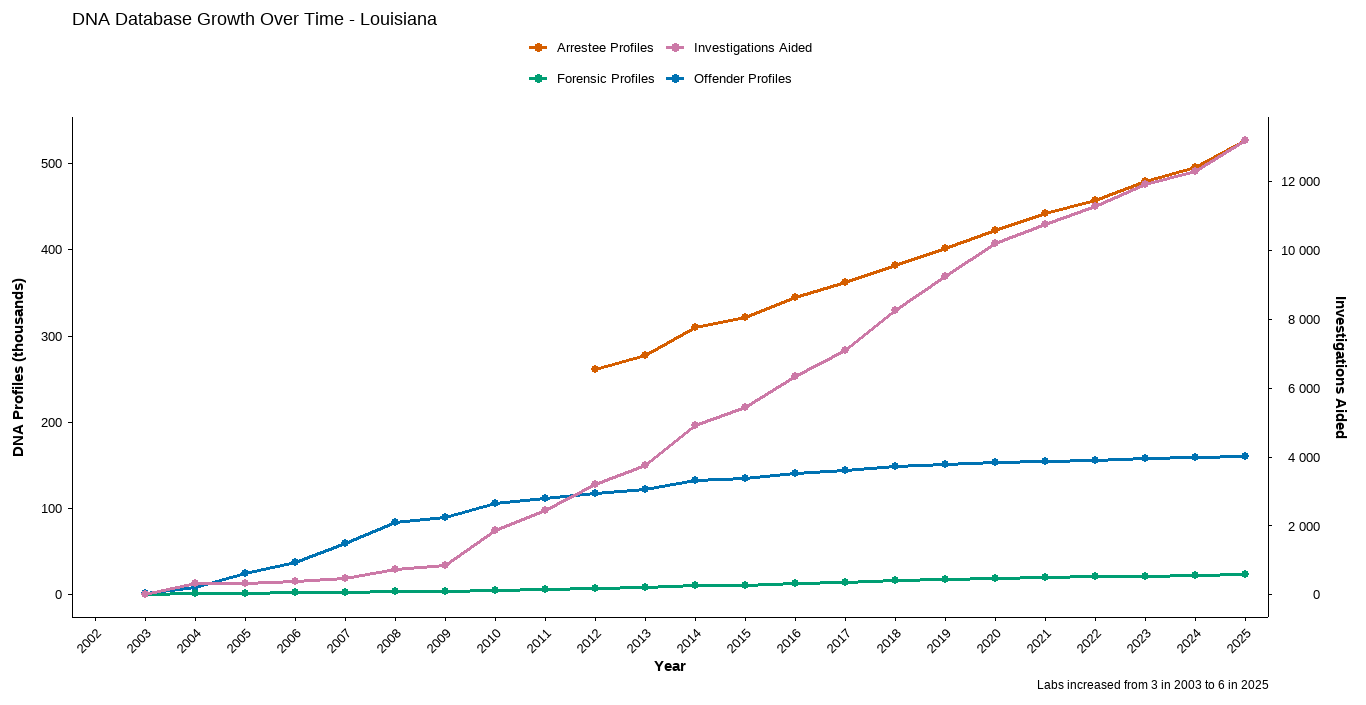 DNA Database Growth Over Time - Louisiana
Arrestee Profiles
Investigations Aided
Forensic Profiles
Offender Profiles
DNA Profiles (thousands)
500
400
300
200
100
0
12 000
10 000
8 000
6 000
4 000
2 000
0
Investigations Aided
2002 2003 2004 2005 2006 2007 2008 2009 2010 2011 2012 2013 2014 2015 2016 2017 2018 2019 2020 2021 2022 2023 2024 2025
Year
Labs increased from 3 in 2003 to 6 in 2025